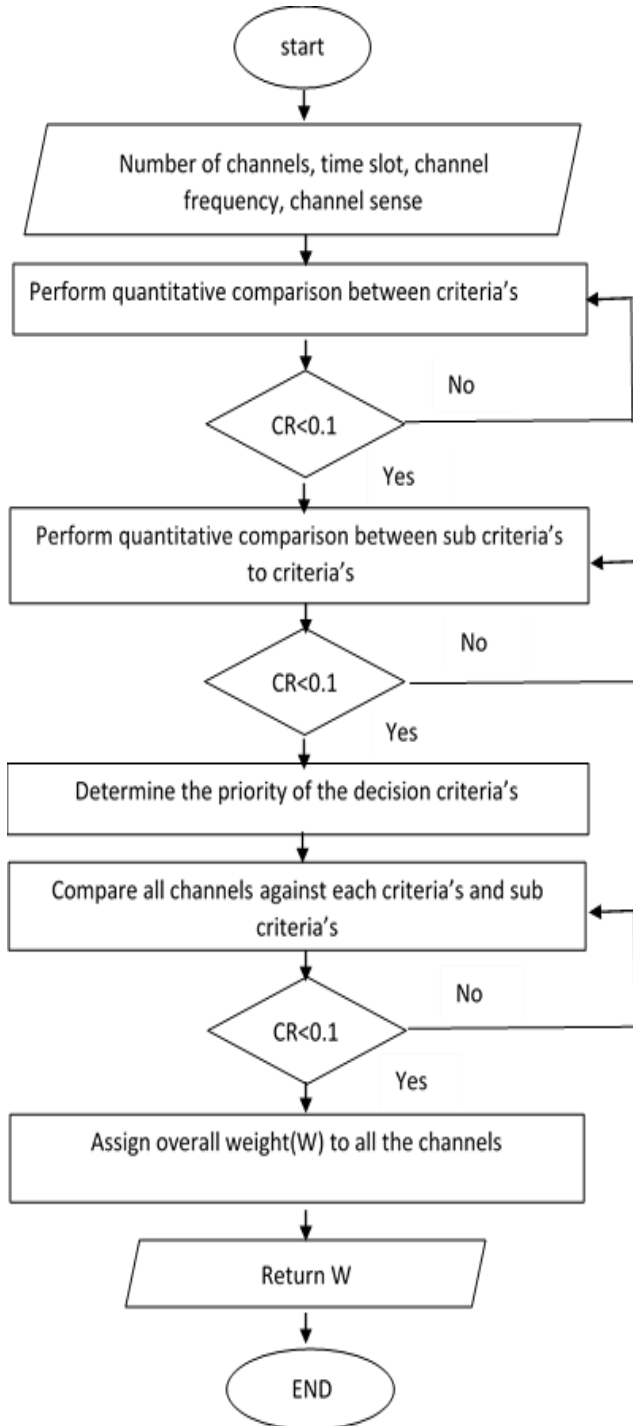 start
Number of channels, time slot, channel
frequency, channel sense
Perform quantitative comparison between criteria’s
No
CR<0.1
Yes
Perform quantitative comparison between sub criteria’s
to criteria’s
No
CR<0.1
Yes
Determine the priority of the decision criteria’s
Compare all channels against each criteria’s and sub
criteria’s
No
CR<0.1
Yes
Assign overall weight(W) to all the channels
Return W
END